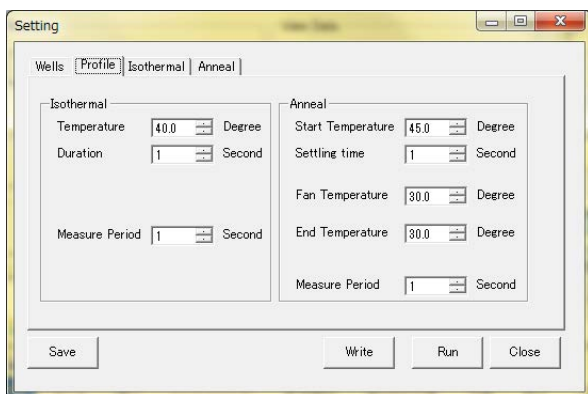 Setting
Wells Profile Isothermal Anneal
Isothermal
Temperature 40.0 Degree
Duration 1 Second
Measure Period 1 Second
Anneal
Start Temperature 45.0 Degree
Settling time 1 Second
Fan Temperature 30.0 Degree
End Temperature 30.0 Degree
Measure Period 1 Second
Save Write Run Close